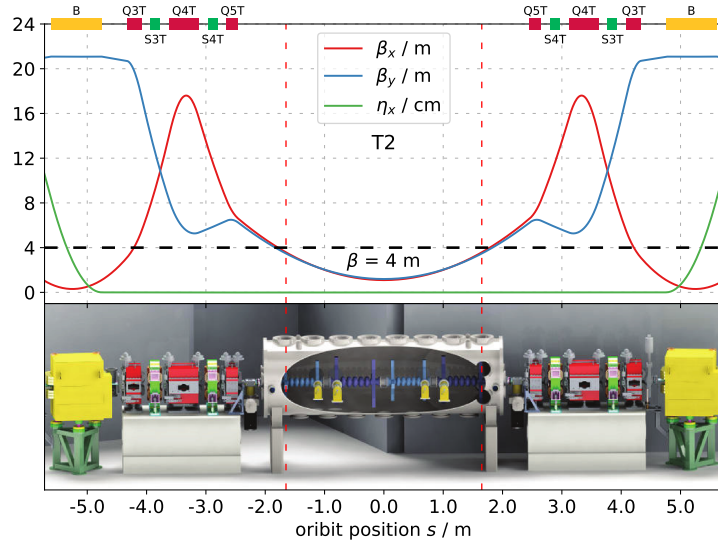 B Q3T Q4T Q5T Q5T Q4T Q3T B
S3T S4T S4T S3T
24
20
16
12
8
4
0
βx / m
βy / m
ηx / cm
T2
β = 4 m
-5.0 -4.0 -3.0 -2.0 -1.0 0.0 1.0 2.0 3.0 4.0 5.0
oribit position s / m